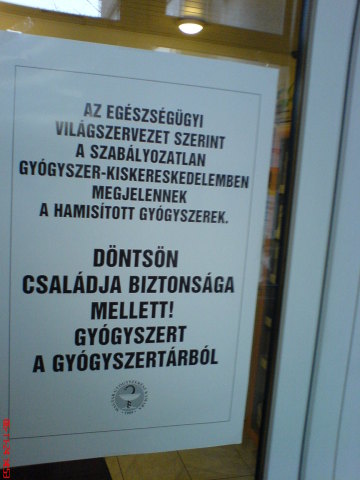 AZ EGÉSZSÉGÜGYI
VILÁGSZERVEZET SZERINT
A SZABÁLYOZATLAN
GYÓGYSZER-KISKERESKEDELEMBEN
MEGJELENNEK
A HAMISÍTOTT GYÓGYSZEREK.
DÖNTSÖN
CSALÁDJA BIZTONSÁGA
MELLETT!
GYÓGYSZERT
A GYÓGYSZERTÁRBÓL